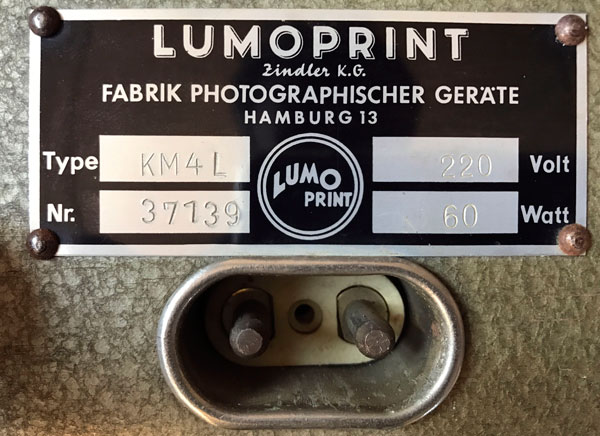 LUMOPRINT
Zindler K.G.
FABRIK PHOTOGRAPHISCHER GERÄTE
HAMBURG 13
Type KM4L 220 Volt
Nr. 37139 60 Watt
LUMO
PRINT